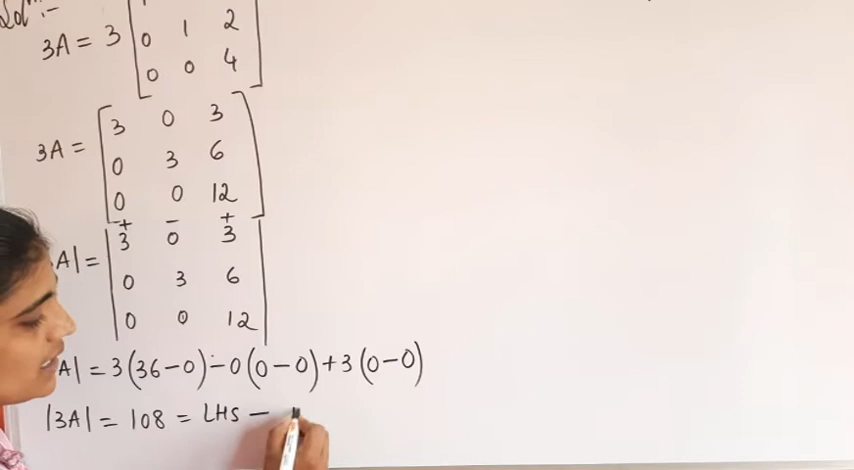 Soln :-
3A = 3 [
0 1 2
0 0 4 ]
3A = [ 3 0 3
0 3 6
0 0 12 ]
+ - +
A| = | 3 0 3
0 3 6
0 0 12 |
A| = 3(36-0)-0(0-0)+3(0-0)
|3A| = 108 = LHS -